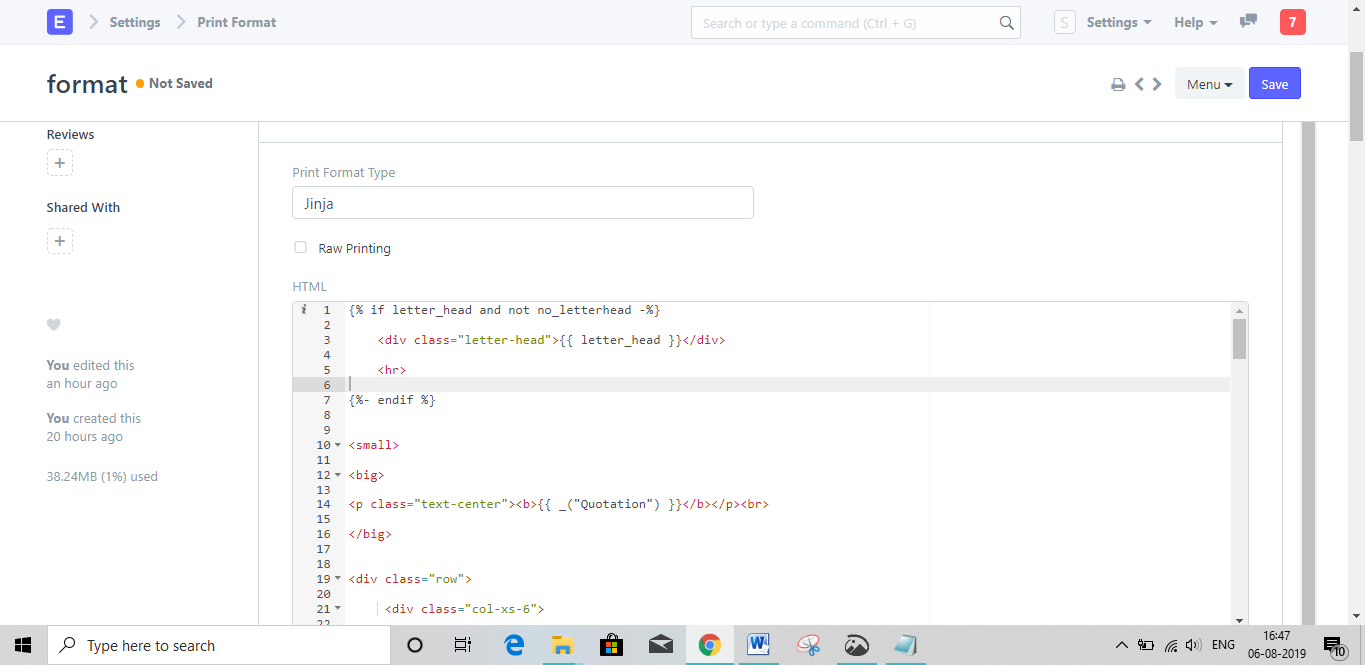 E Settings Print Format
Search or type a command (Ctrl + G)
S Settings Help 7
format Not Saved
Menu Save
Reviews
+
Shared With
+
You edited this
an hour ago
You created this
20 hours ago
38.24MB (1%) used
Print Format Type
Jinja
Raw Printing
HTML
i 1 {% if letter_head and not no_letterhead -%}
2
3 <div class="letter-head">{{ letter_head }}</div>
4
5 <hr>
6
7 {%- endif %}
8
9
10 <small>
11
12 <big>
13
14 <p class="text-center"><b>{{ _("Quotation") }}</b></p><br>
15
16 </big>
17
18
19 <div class="row">
20
21 <div class="col-xs-6">
22
Type here to search
ENG
16:47
06-08-2019
10